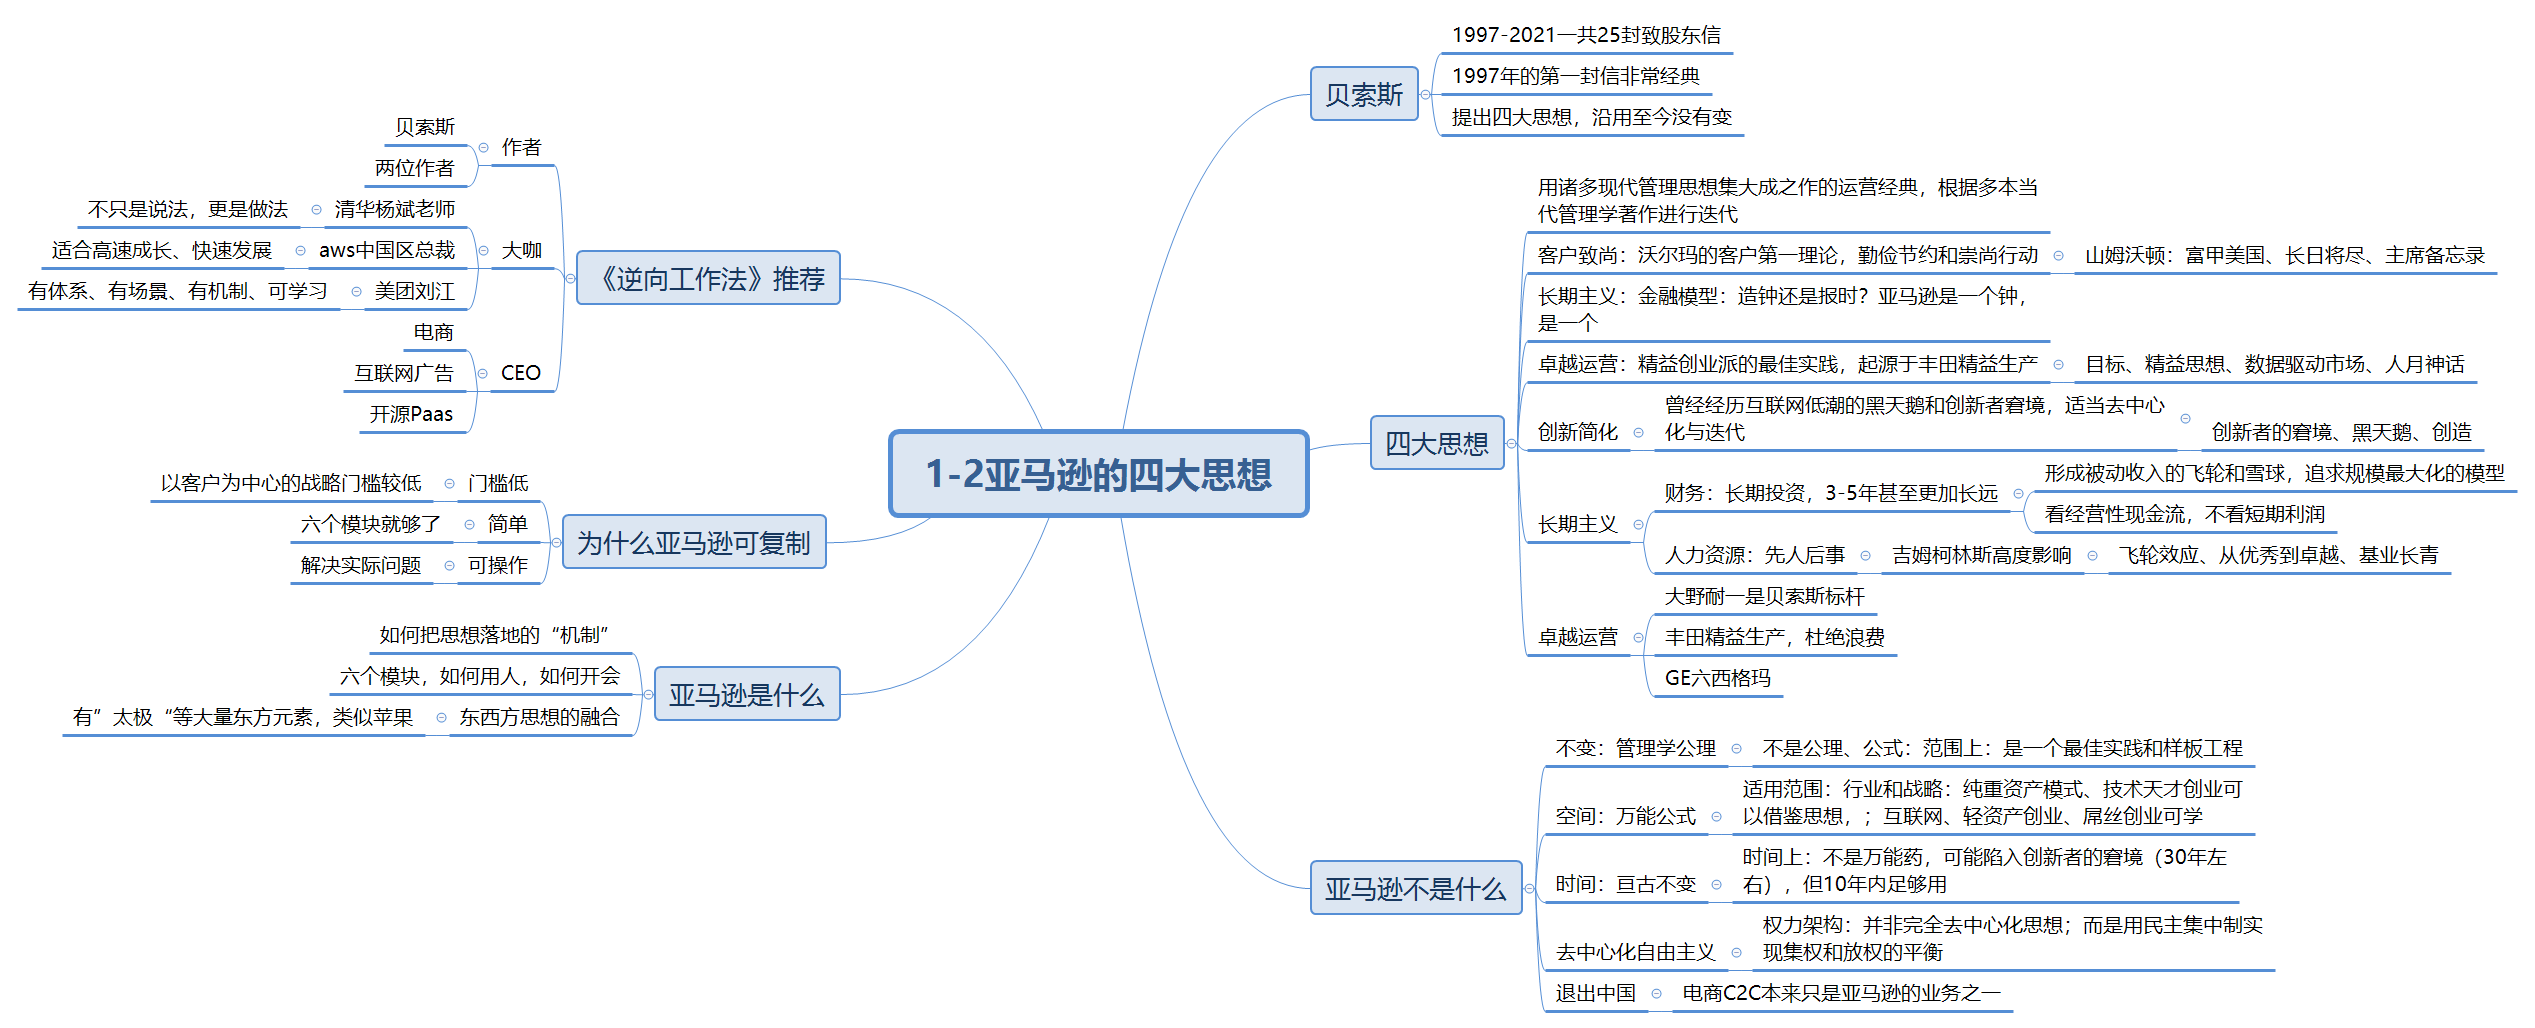 1-2亚马逊的四大思想
贝索斯
1997-2021一共25封致股东信
1997年的第一封信非常经典
提出四大思想，沿用至今没有变
四大思想
用诸多现代管理思想集大成之作的运营经典，根据多本当
代管理学著作进行迭代
客户致尚：沃尔玛的客户第一理论，勤俭节约和崇尚行动
山姆沃顿：富甲美国、长日将尽、主席备忘录
长期主义：金融模型：造钟还是报时？亚马逊是一个钟，
是一个
卓越运营：精益创业派的最佳实践，起源于丰田精益生产
目标、精益思想、数据驱动市场、人月神话
创新简化
曾经经历互联网低潮的黑天鹅和创新者窘境，适当去中心
化与迭代
创新者的窘境、黑天鹅、创造
长期主义
财务：长期投资，3-5年甚至更加长远
形成被动收入的飞轮和雪球，追求规模最大化的模型
看经营性现金流，不看短期利润
人力资源：先人后事
吉姆柯林斯高度影响
飞轮效应、从优秀到卓越、基业长青
卓越运营
大野耐一是贝索斯标杆
丰田精益生产，杜绝浪费
GE六西格玛
亚马逊不是什么
不变：管理学公理
不是公理、公式：范围上：是一个最佳实践和样板工程
空间：万能公式
适用范围：行业和战略：纯重资产模式、技术天才创业可
以借鉴思想，；互联网、轻资产创业、屌丝创业可学
时间：亘古不变
时间上：不是万能药，可能陷入创新者的窘境（30年左
右），但10年内足够用
去中心化自由主义
权力架构：并非完全去中心化思想；而是用民主集中制实
现集权和放权的平衡
退出中国
电商C2C本来只是亚马逊的业务之一
《逆向工作法》推荐
作者
贝索斯
两位作者
大咖
清华杨斌老师
不只是说法，更是做法
aws中国区总裁
适合高速成长、快速发展
美团刘江
有体系、有场景、有机制、可学习
CEO
电商
互联网广告
开源Paas
为什么亚马逊可复制
门槛低
以客户为中心的战略门槛较低
简单
六个模块就够了
可操作
解决实际问题
亚马逊是什么
如何把思想落地的“机制”
六个模块，如何用人，如何开会
东西方思想的融合
有”太极“等大量东方元素，类似苹果